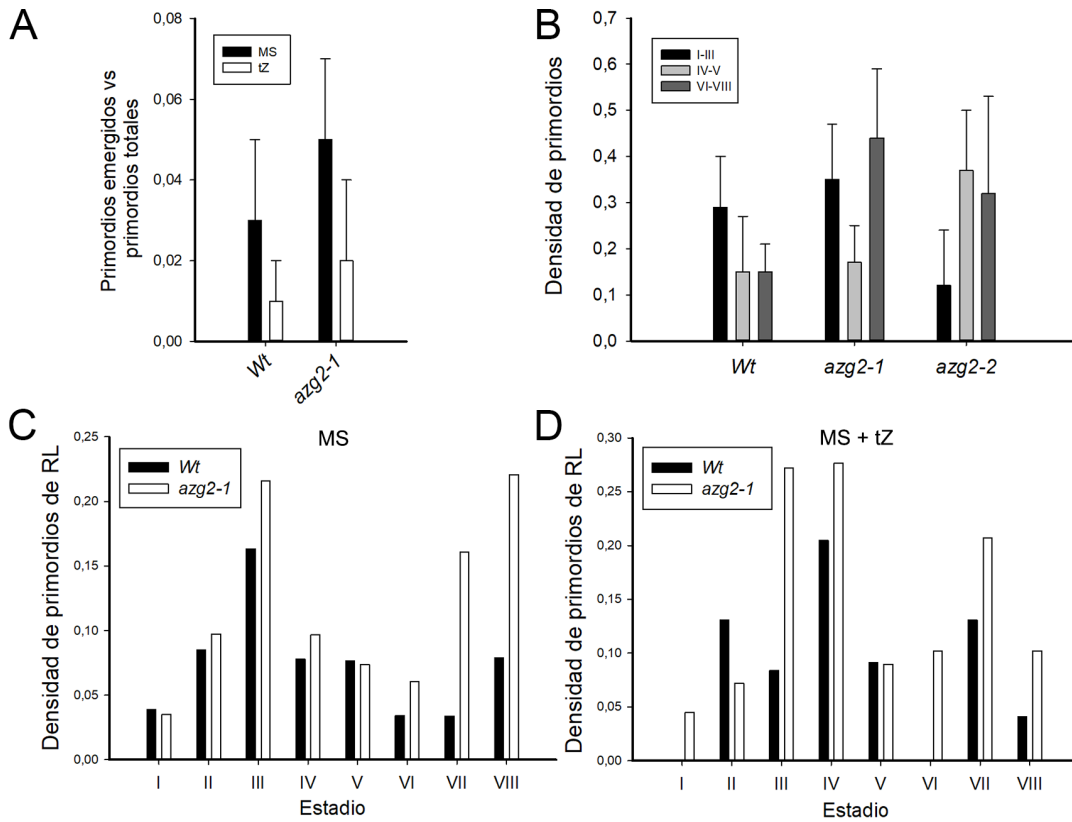 A
Primordios emergidos vs
primordios totales
0,08
0,06
0,04
0,02
0,00
MS
tZ
Wt
azg2-1
B
Densidad de primordios
0,7
0,6
0,5
0,4
0,3
0,2
0,1
0,0
I-III
IV-V
VI-VIII
Wt
azg2-1
azg2-2
C
MS
Densidad de primordios de RL
0,25
0,20
0,15
0,10
0,05
0,00
Wt
azg2-1
I II III IV V VI VII VIII
Estadio
D
MS + tZ
Densidad de primordios de RL
0,30
0,25
0,20
0,15
0,10
0,05
0,00
Wt
azg2-1
I II III IV V VI VII VIII
Estadio